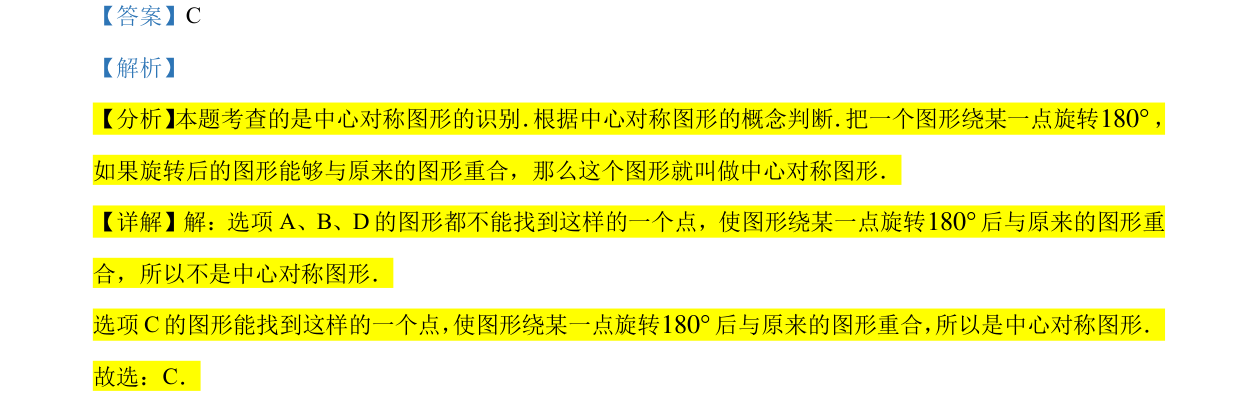 【答案】C
【解析】
【分析】本题考查的是中心对称图形的识别．根据中心对称图形的概念判断．把一个图形绕某一点旋转180°，
如果旋转后的图形能够与原来的图形重合，那么这个图形就叫做中心对称图形．
【详解】解：选项 A、B、D 的图形都不能找到这样的一个点，使图形绕某一点旋转180° 后与原来的图形重
合，所以不是中心对称图形．
选项 C 的图形能找到这样的一个点，使图形绕某一点旋转180° 后与原来的图形重合，所以是中心对称图形．
故选：C．